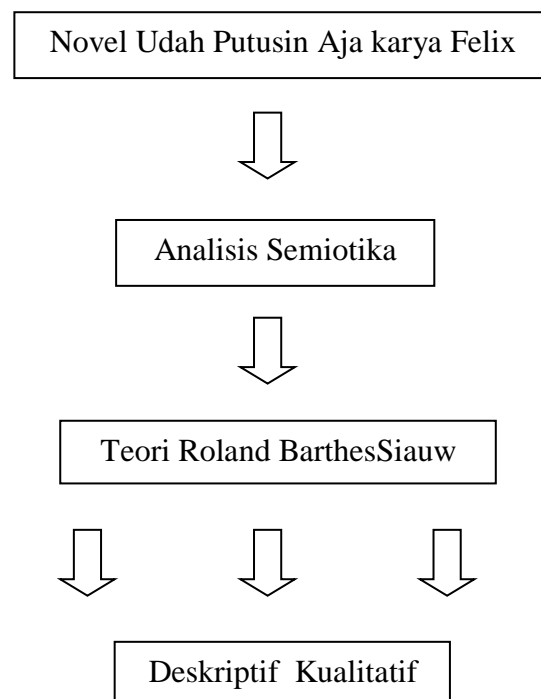 Novel Udah Putusin Aja karya Felix
Analisis Semiotika
Teori Roland BarthesSiauw
Deskriptif Kualitatif